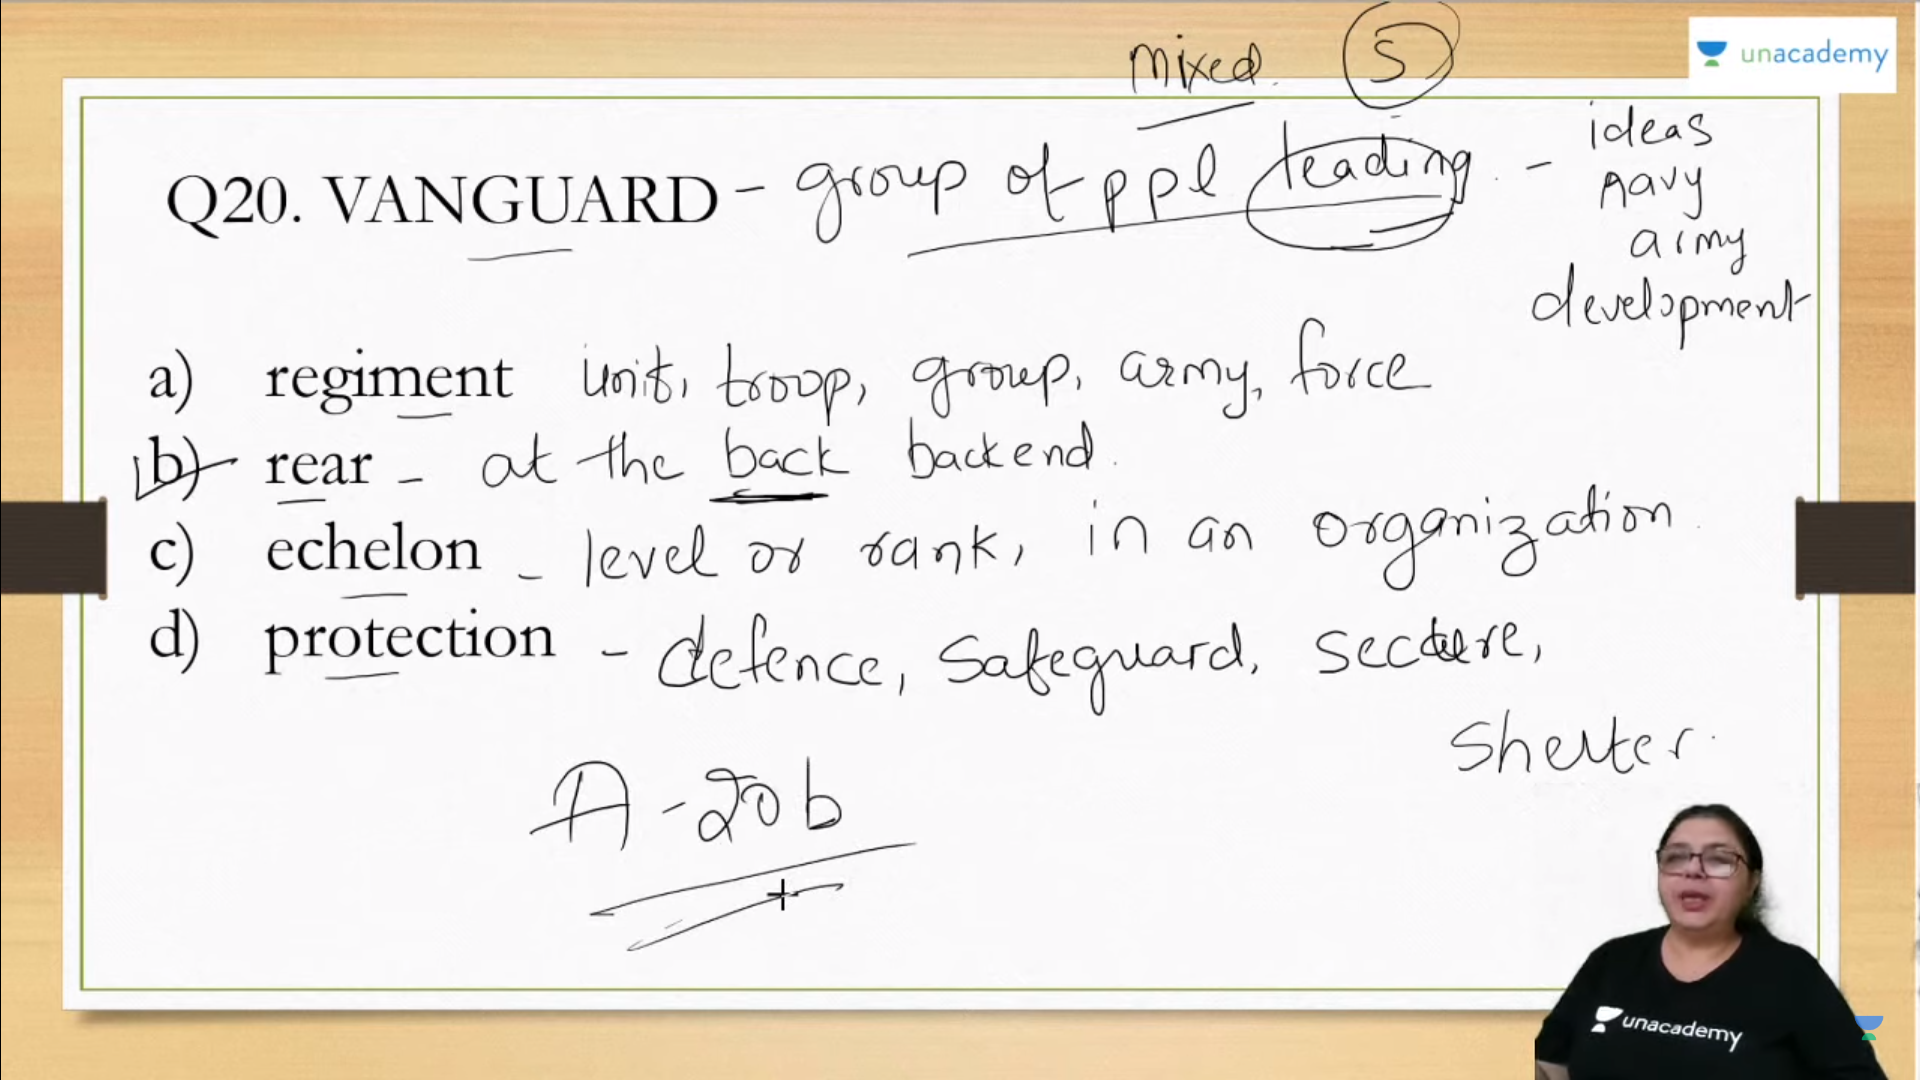 mixed. S
unacademy
Q20. VANGUARD - group of ppl leading. - ideas
navy
army
development
a) regiment unit, troop, group, army, force
b) rear - at the back backend.
c) echelon - level or rank, in an organization.
d) protection - defence, safeguard, secure,
shelter.
A-20b
unacademy